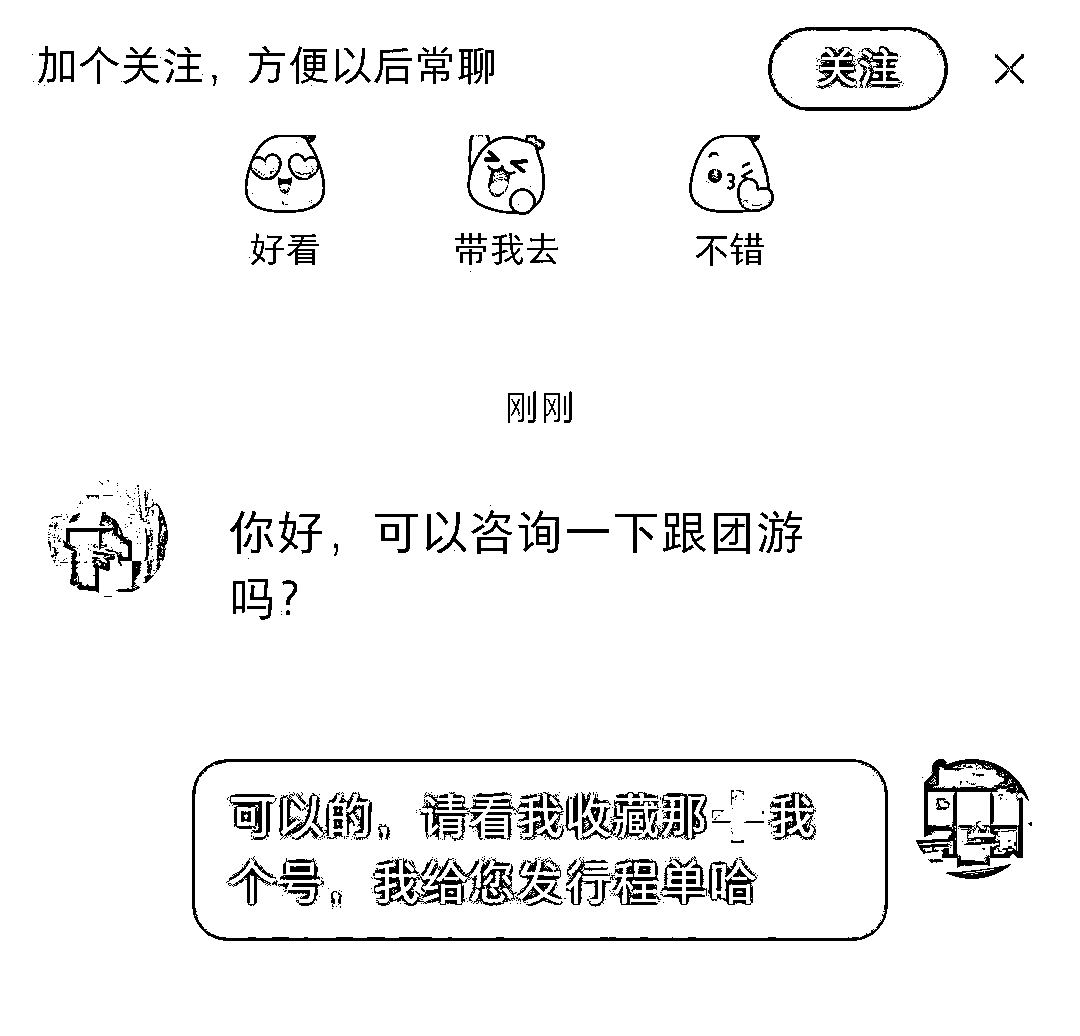 加个关注，方便以后常聊
关注
好看
带我去
不错
刚刚
你好，可以咨询一下跟团游
吗？
可以的，请看我收藏那➕我
个号，我给您发行程单哈